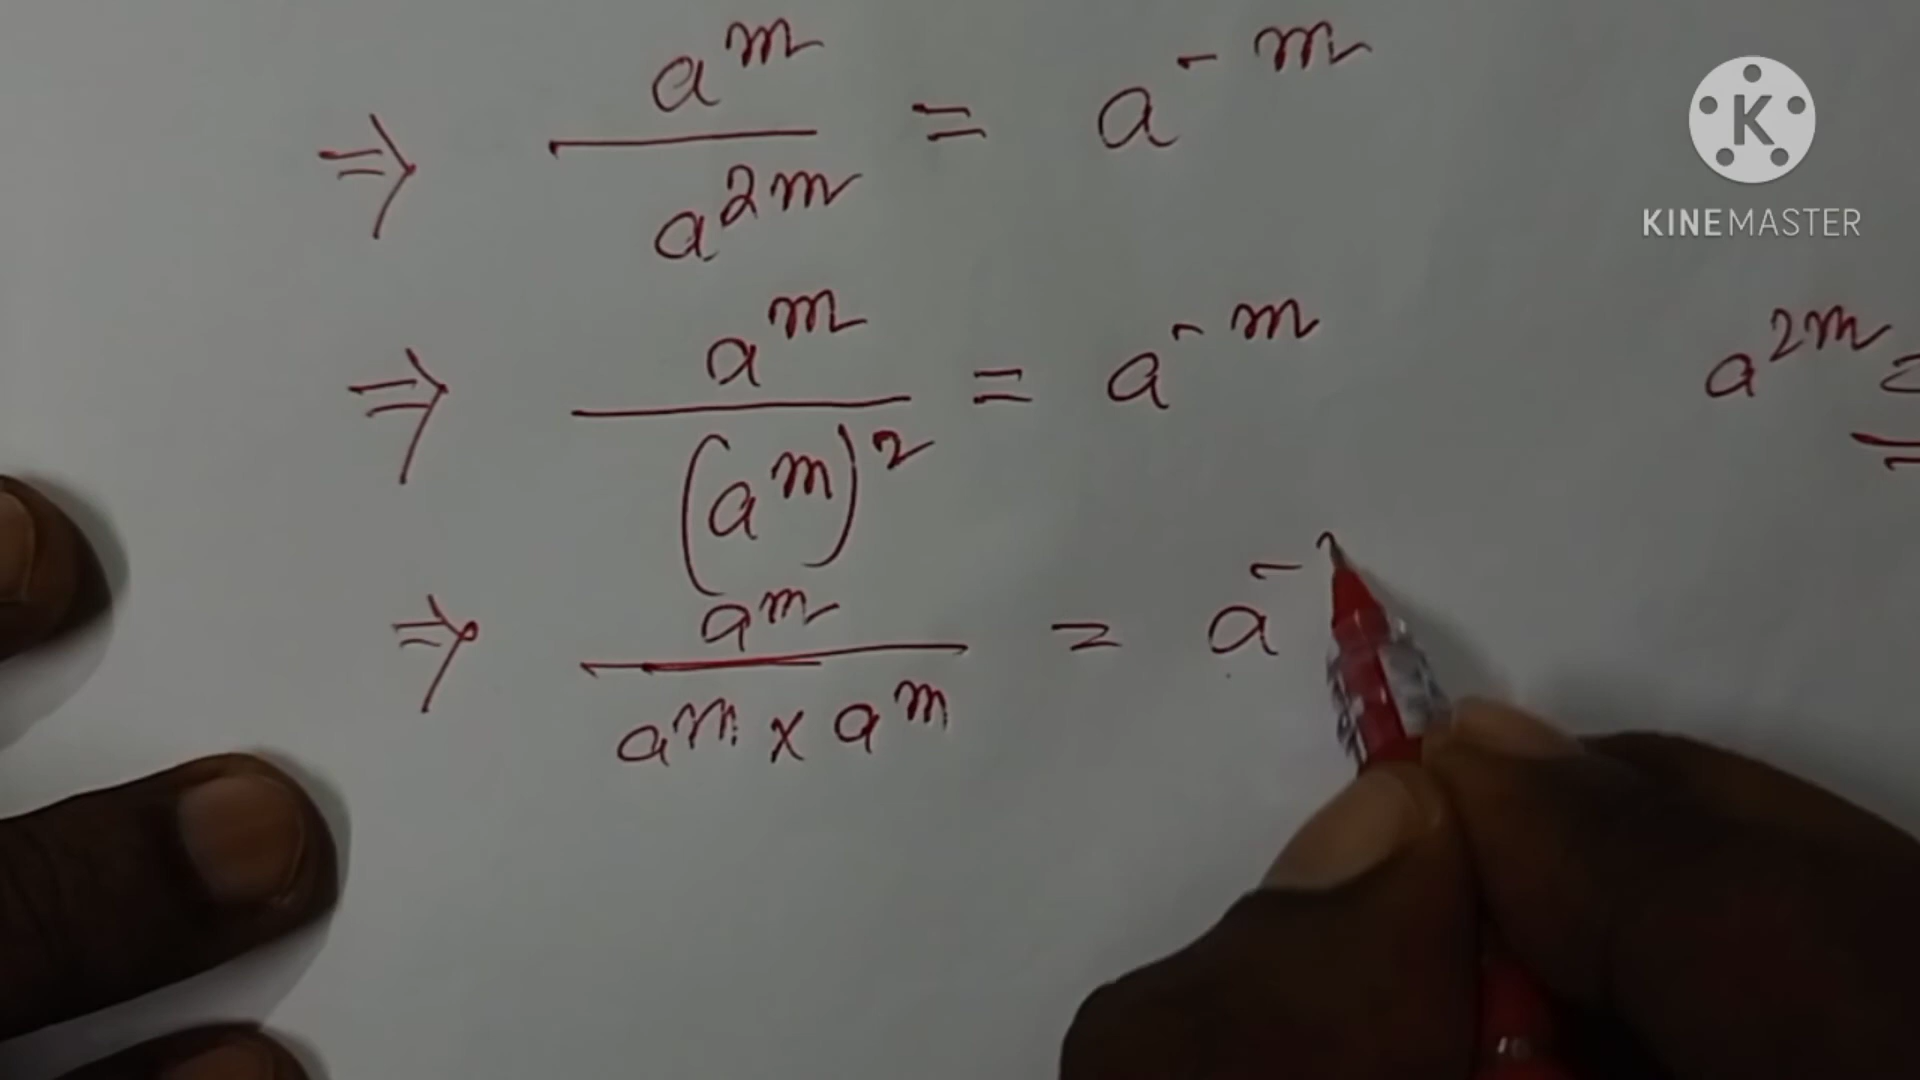 ⇒ a^m / a^{2m} = a^{-m}
K
KINEMASTER
⇒ a^m / (a^m)^2 = a^{-m}
a^{2m} =
⇒ a^m / a^m × a^m = a^-